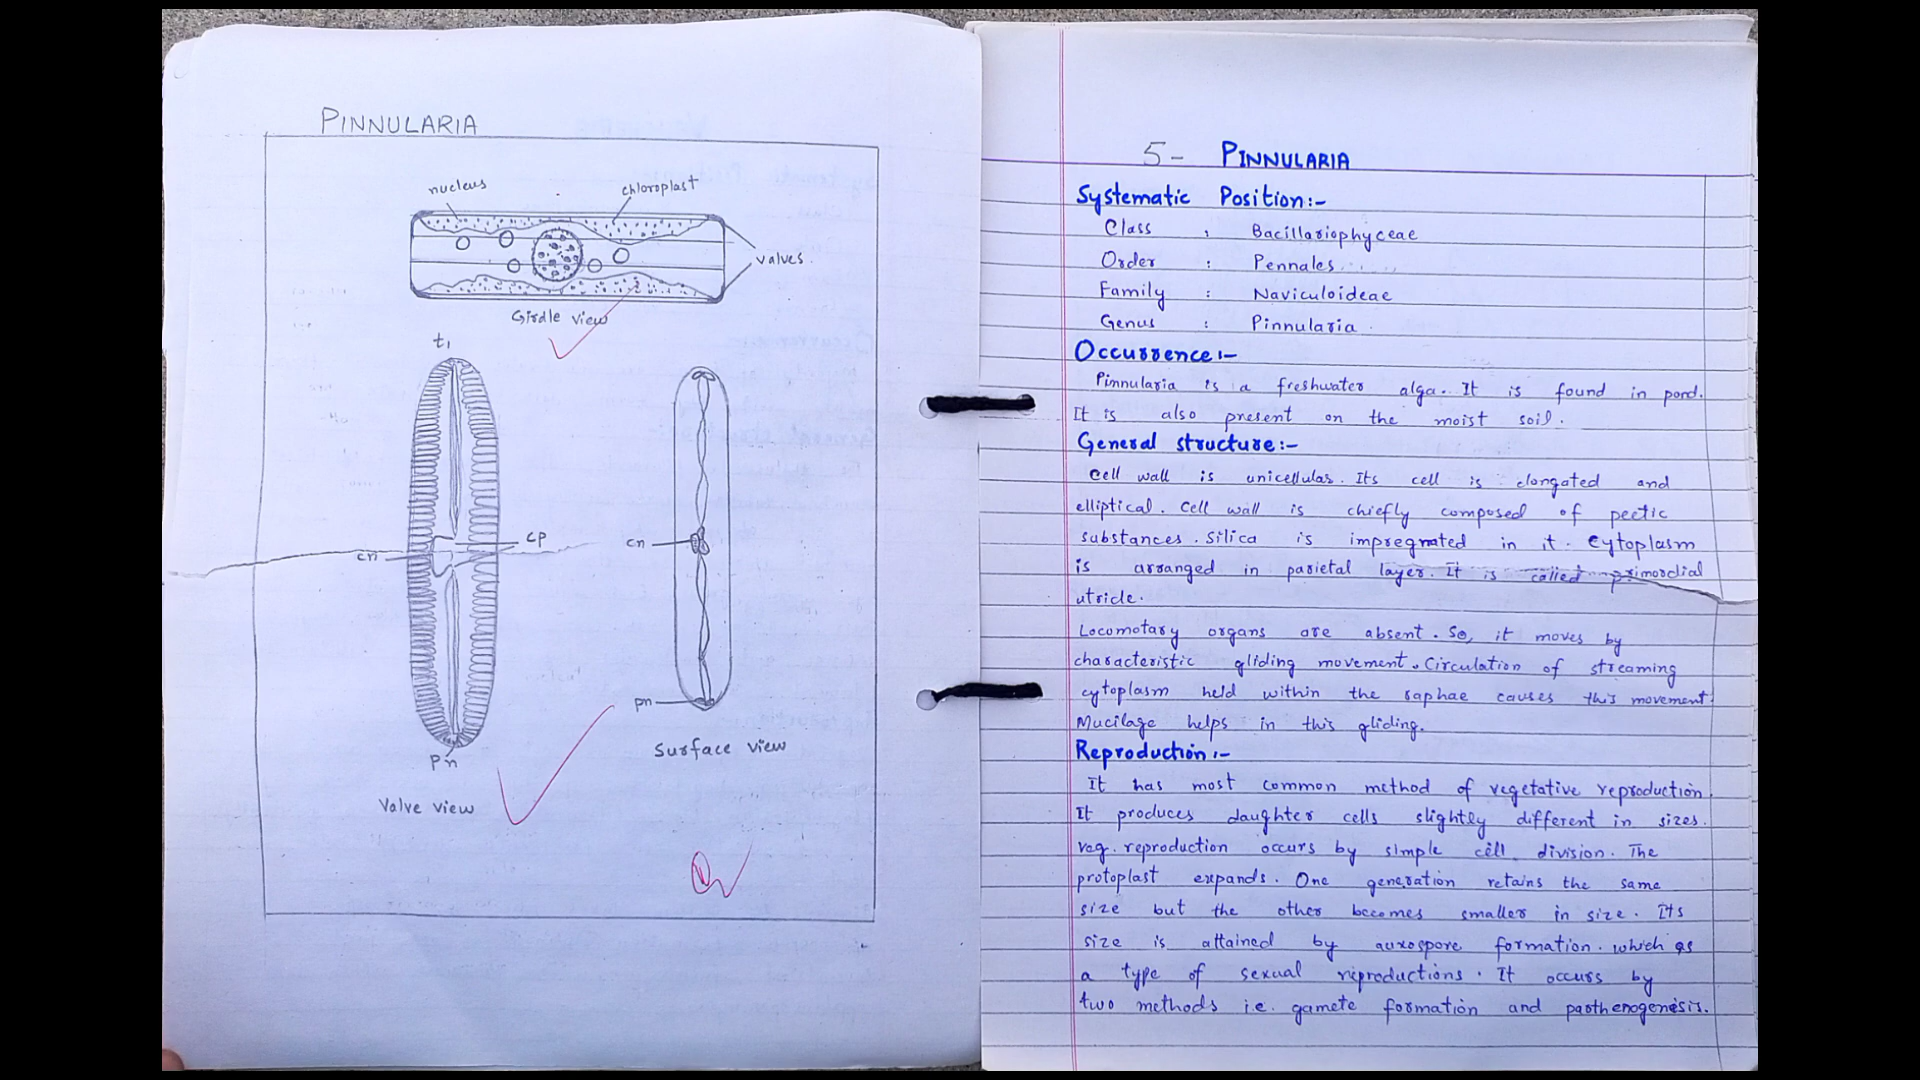 PINNULARIA
nucleus
chloroplast
valves.
Girdle view
t1
cp
cn
Pn
Valve view
cn
pn
Surface view
5- PINNULARIA
Systematic Position:-
Class : Bacillariophyceae
Order : Pennales
Family : Naviculoideae
Genus : Pinnularia
Occurrence:-
Pinnularia is a freshwater alga. It is found in pond.
It is also present on the moist soil.
General structure:-
Cell wall is unicellular. Its cell is elongated and
elliptical. Cell wall is chiefly composed of pectic
substances. Silica is impregnated in it. Cytoplasm
is arranged in parietal layer. It is called primordial
utricle.
Locomotary organs are absent. So, it moves by
characteristic gliding movement. Circulation of streaming
cytoplasm held within the raphae causes this movement.
Mucilage helps in this gliding.
Reproduction:-
It has most common method of vegetative reproduction.
It produces daughter cells slightly different in sizes.
veg. reproduction occurs by simple cell division. The
protoplast expands. One generation retains the same
size but the other becomes smaller in size. Its
size is attained by auxospore formation. which is
a type of sexual reproductions. It occurs by
two methods i.e. gamete formation and parthenogenesis.